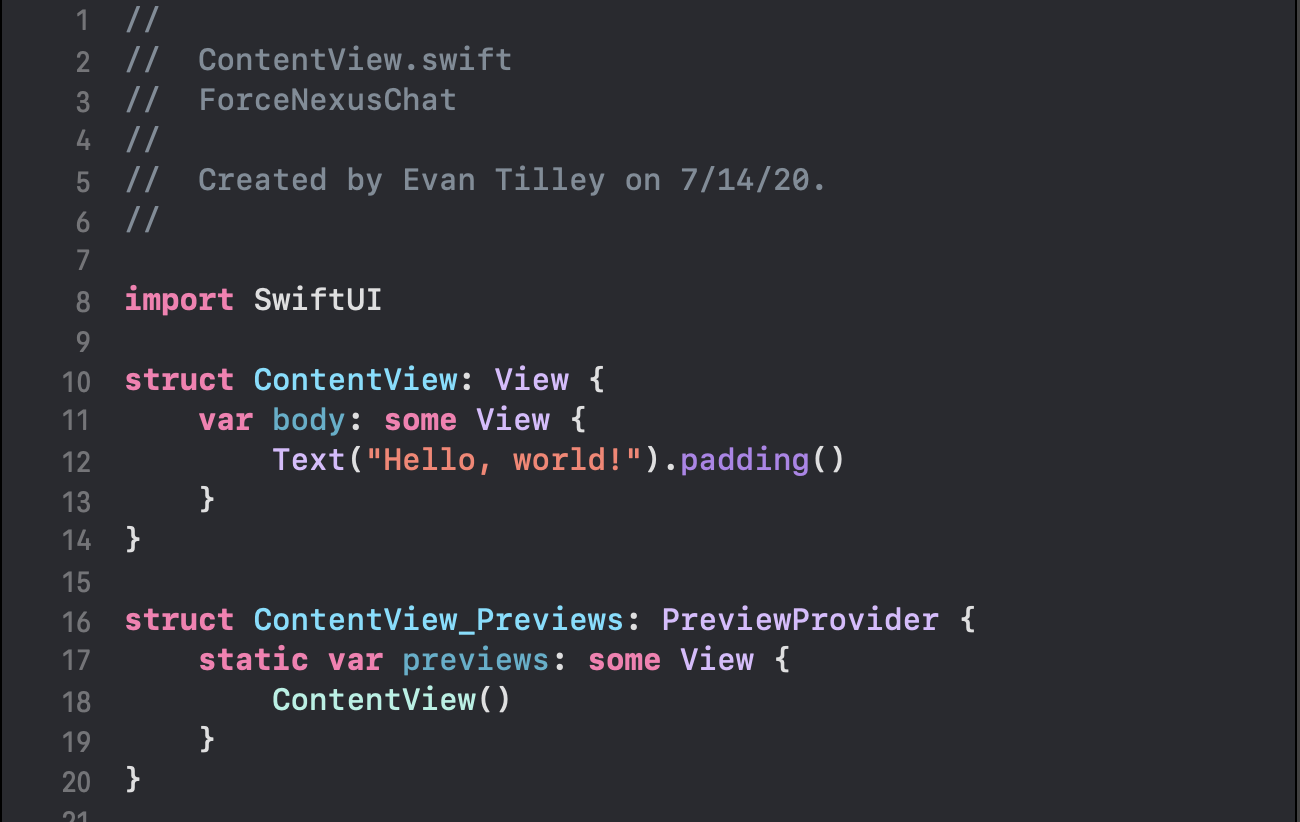 1 //
2 //  ContentView.swift
3 //  ForceNexusChat
4 //
5 //  Created by Evan Tilley on 7/14/20.
6 //
7
8 import SwiftUI
9
10 struct ContentView: View {
11     var body: some View {
12         Text("Hello, world!").padding()
13     }
14 }
15
16 struct ContentView_Previews: PreviewProvider {
17     static var previews: some View {
18         ContentView()
19     }
20 }
21